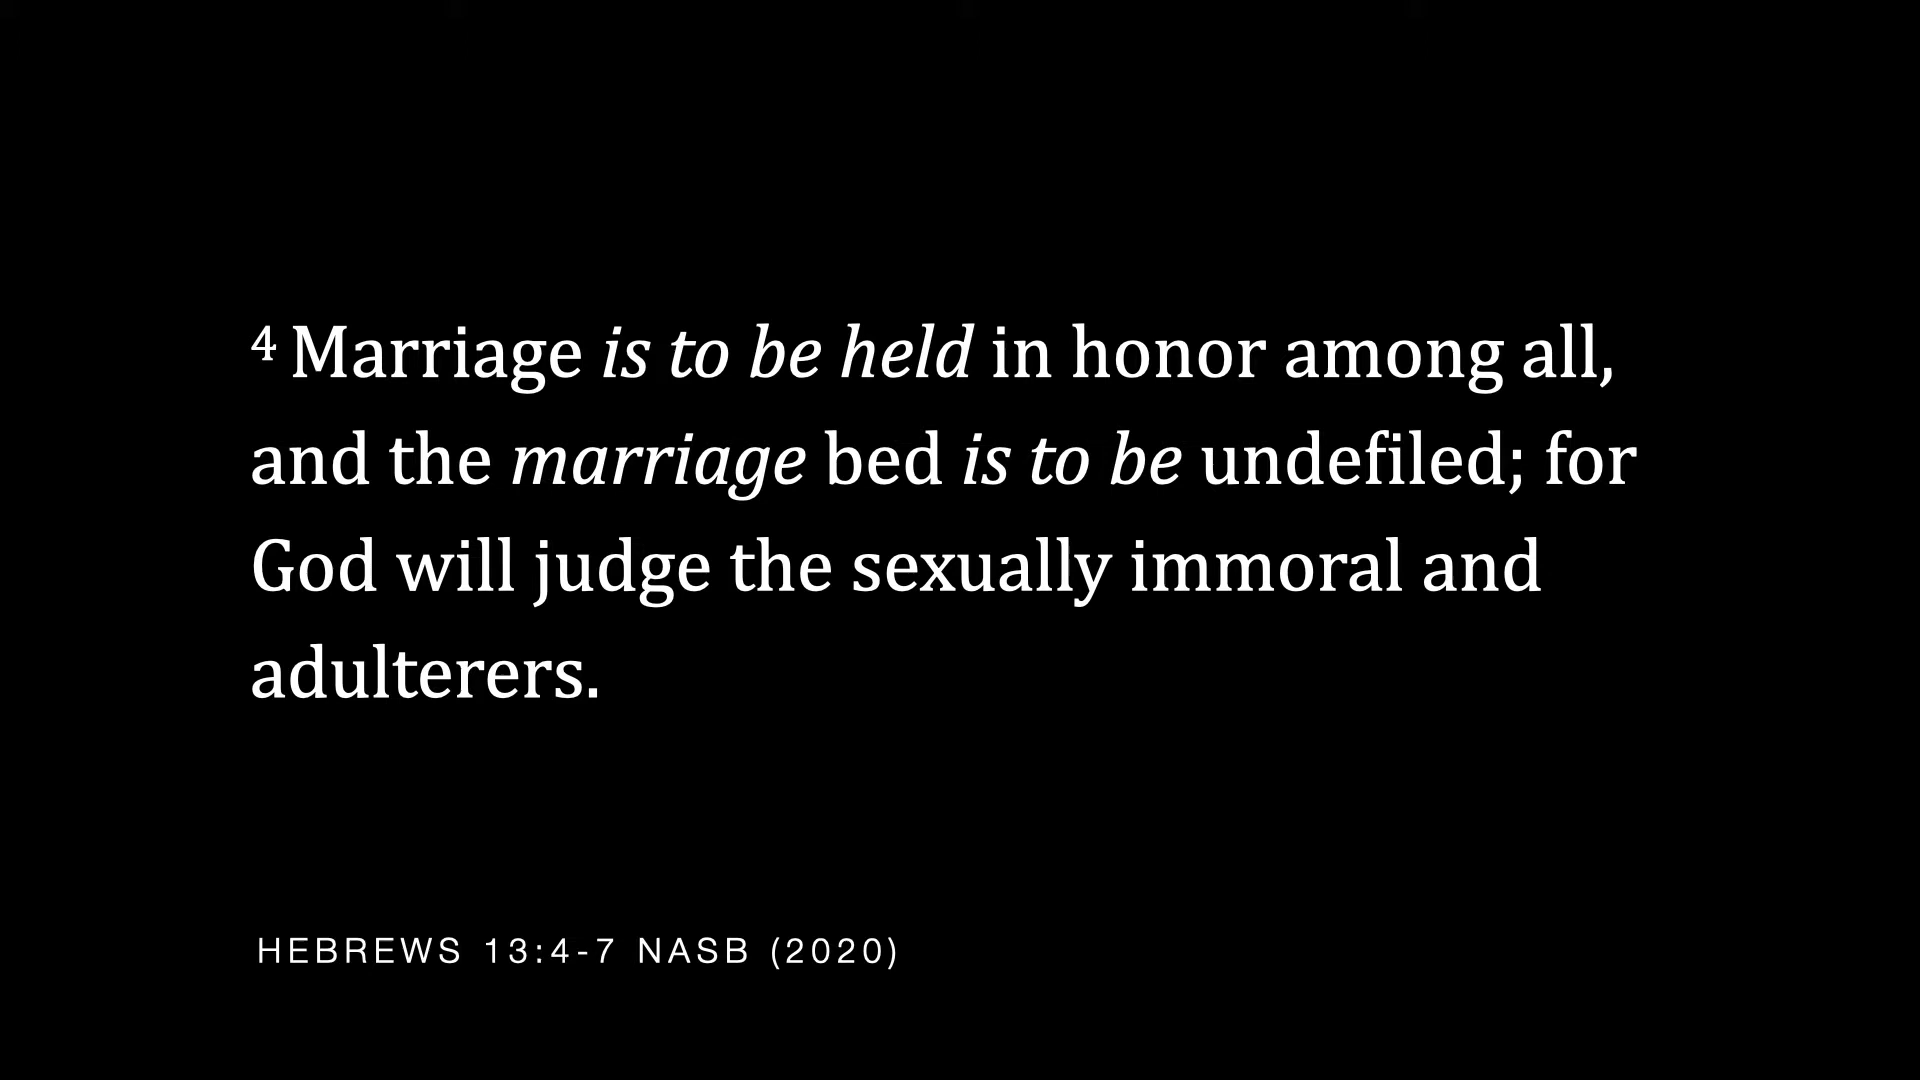 4 Marriage is to be held in honor among all,
and the marriage bed is to be undefiled; for
God will judge the sexually immoral and
adulterers.
HEBREWS 13:4-7 NASB (2020)